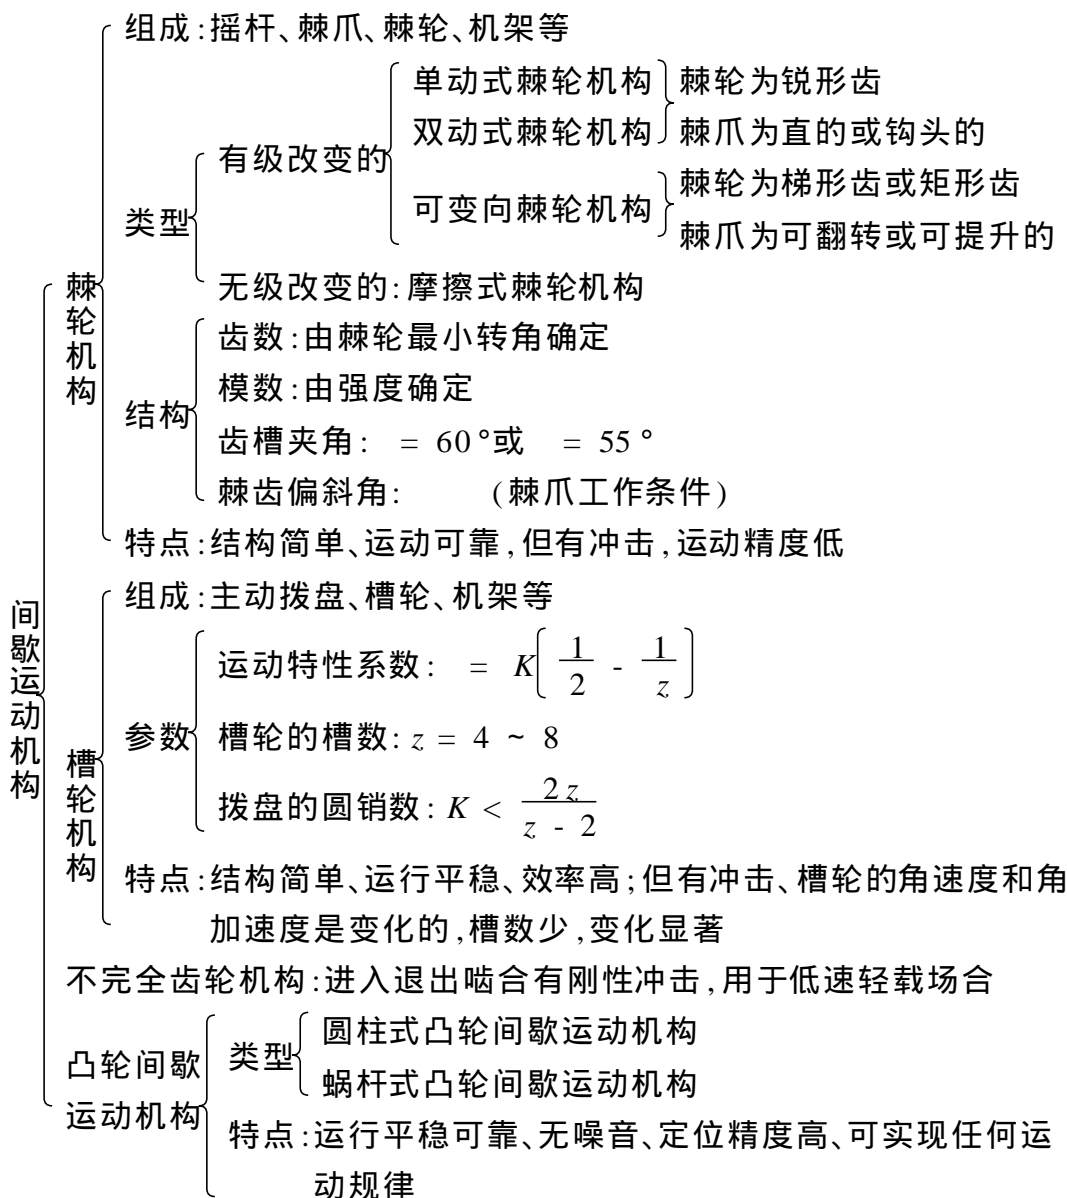 组成:摇杆、棘爪、棘轮、机架等
单动式棘轮机构 棘轮为锐形齿
双动式棘轮机构 棘爪为直的或钩头的
有级改变的
棘轮为梯形齿或矩形齿
可变向棘轮机构
棘爪为可翻转或可提升的
类型
无级改变的:摩擦式棘轮机构
棘轮机构
齿数:由棘轮最小转角确定
模数:由强度确定
结构
齿槽夹角: = 60°或 = 55°
棘齿偏斜角: (棘爪工作条件)
特点:结构简单、运动可靠,但有冲击,运动精度低
间歇运动机构
组成:主动拨盘、槽轮、机架等
运动特性系数: = K(1/2 - 1/z)
参数
槽轮的槽数: z = 4 ~ 8
拨盘的圆销数: K < 2z/(z - 2)
槽轮机构
特点:结构简单、运行平稳、效率高;但有冲击、槽轮的角速度和角
加速度是变化的,槽数少,变化显著
不完全齿轮机构:进入退出啮合有刚性冲击,用于低速轻载场合
凸轮间歇
运动机构
类型
圆柱式凸轮间歇运动机构
蜗杆式凸轮间歇运动机构
特点:运行平稳可靠、无噪音、定位精度高、可实现任何运
动规律